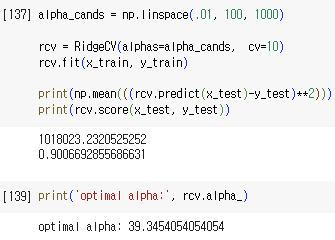 [137] alpha_cands = np.linspace(.01, 100, 1000)
rcv = RidgeCV(alphas=alpha_cands, cv=10)
rcv.fit(x_train, y_train)
print(np.mean(((rcv.predict(x_test)-y_test)**2)))
print(rcv.score(x_test, y_test))
1018023.2320525252
0.9006692855686631
[139] print('optimal alpha:', rcv.alpha_)
optimal alpha: 39.3454054054054